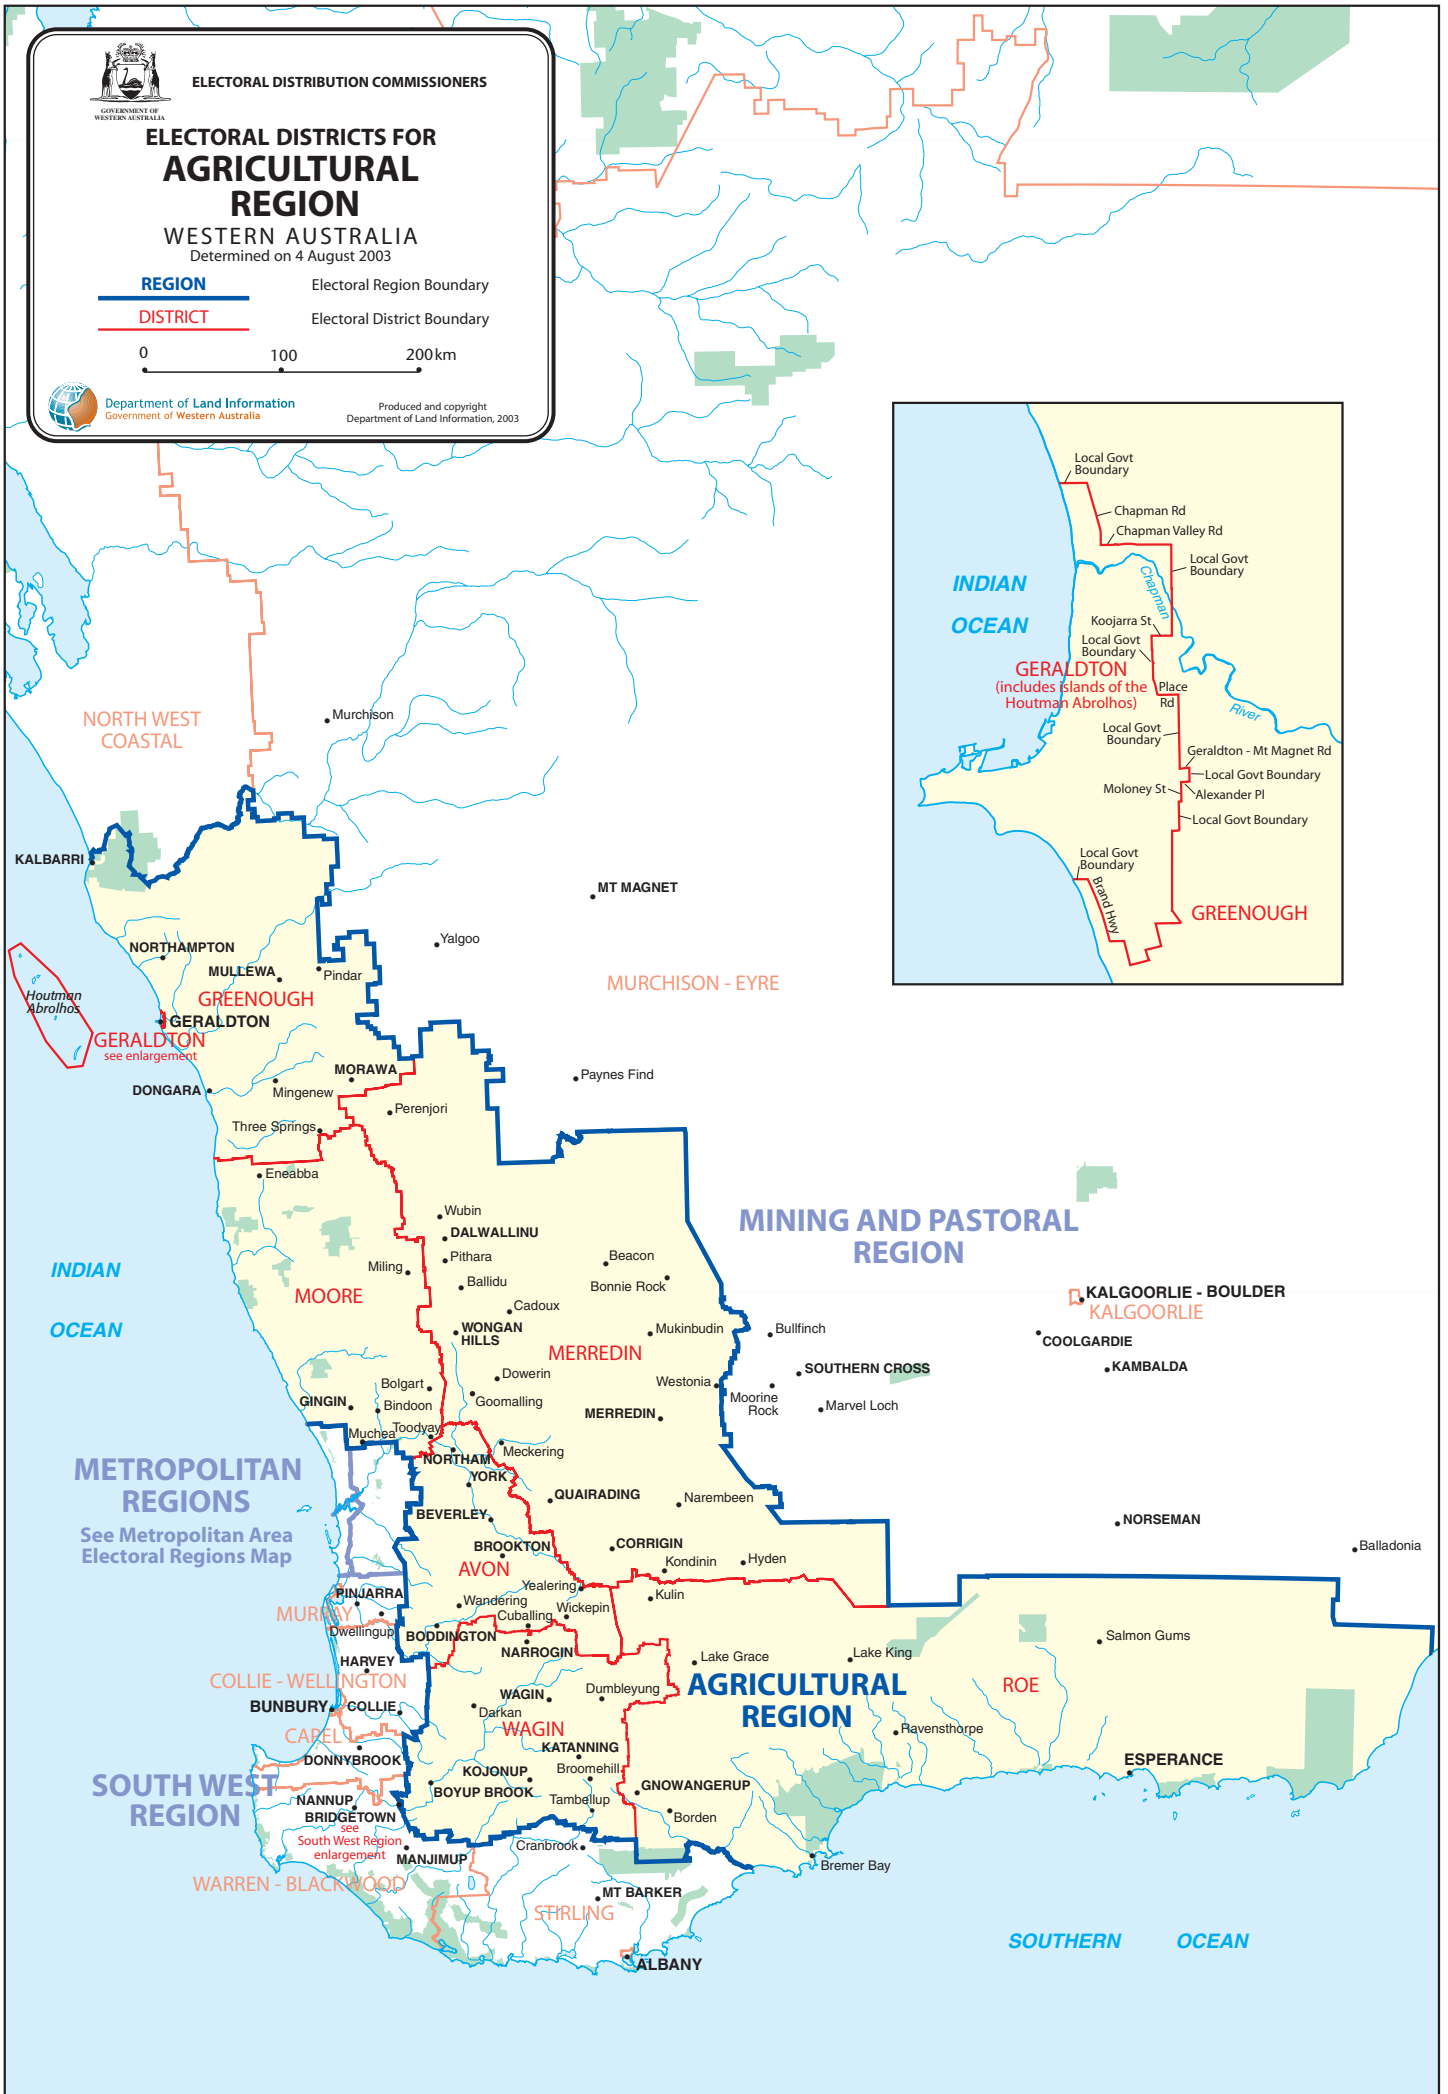 GOVERNMENT OF
WESTERN AUSTRALIA
ELECTORAL DISTRIBUTION COMMISSIONERS
ELECTORAL DISTRICTS FOR
AGRICULTURAL
REGION
WESTERN AUSTRALIA
Determined on 4 August 2003
REGION
Electoral Region Boundary
DISTRICT
Electoral District Boundary
0 100 200km
Department of Land Information
Government of Western Australia
Produced and copyright
Department of Land Information, 2003
Local Govt
Boundary
Chapman Rd
Chapman Valley Rd
Local Govt
Boundary
INDIAN
OCEAN
Chapman
Koojarra St
Local Govt
Boundary
GERALDTON
(includes islands of the
Houtman Abrolhos)
Place
Rd
River
Local Govt
Boundary
Geraldton - Mt Magnet Rd
Local Govt Boundary
Moloney St
Alexander Pl
Local Govt Boundary
Local Govt
Boundary
Brand Hwy
GREENOUGH
NORTH WEST
COASTAL
Murchison
KALBARRI
MT MAGNET
Yalgoo
NORTHAMPTON
MULLEWA
Pindar
MURCHISON - EYRE
Houtman
Abrolhos
GREENOUGH
GERALDTON
GERALDTON
see enlargement
MORAWA
Paynes Find
DONGARA
Mingenew
Perenjori
Three Springs
Eneabba
Wubin
DALWALLINU
MINING AND PASTORAL
REGION
Pithara
Beacon
INDIAN
OCEAN
Miling
Ballidu
Bonnie Rock
MOORE
Cadoux
KALGOORLIE - BOULDER
KALGOORLIE
WONGAN
HILLS
Mukinbudin
Bullfinch
COOLGARDIE
MERREDIN
SOUTHERN CROSS
KAMBALDA
Dowerin
Bolgart
Westonia
GINGIN
Bindoon
Goomalling
Moorine
Rock
Marvel Loch
MERREDIN
Muchea
Toodyay
Meckering
NORTHAM
METROPOLITAN
REGIONS
See Metropolitan Area
Electoral Regions Map
YORK
QUAIRADING
Narembeen
BEVERLEY
NORSEMAN
BROOKTON
CORRIGIN
Balladonia
AVON
Kondinin
Hyden
Yealering
PINJARRA
Kulin
MURRAY
Wandering
Wickepin
Cuballing
Dwellingup
BODDINGTON
NARROGIN
Salmon Gums
HARVEY
Lake Grace
Lake King
COLLIE - WELLINGTON
AGRICULTURAL
REGION
ROE
BUNBURY
COLLIE
WAGIN
Dumbleyung
Darkan
WAGIN
Ravensthorpe
CAPEL
DONNYBROOK
KATANNING
ESPERANCE
KOJONUP
Broomehill
SOUTH WEST
REGION
BOYUP BROOK
GNOWANGERUP
NANNUP
Tambellup
BRIDGETOWN
Borden
see
South West Region
enlargement
MANJIMUP
Cranbrook
Bremer Bay
WARREN - BLACKWOOD
MT BARKER
STIRLING
SOUTHERN OCEAN
ALBANY